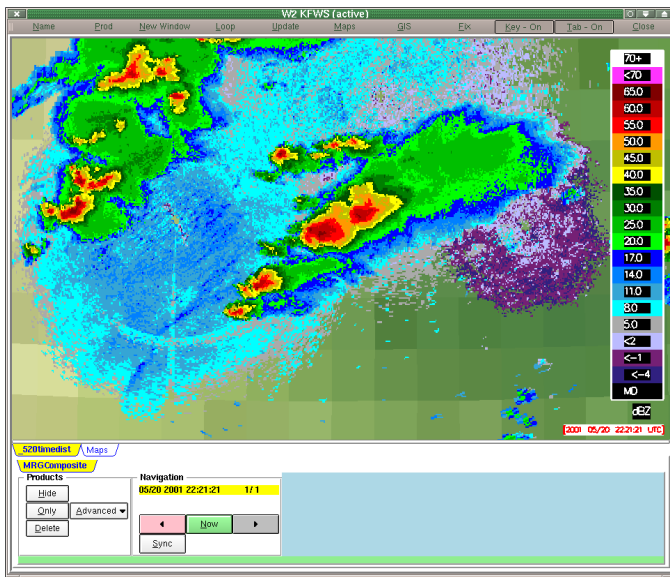 W2 KFWS (active)
Name Prod New Window Loop Update Maps GIS Fix Key - On Tab - On Close
70+
<70
65.0
60.0
55.0
50.0
45.0
40.0
35.0
30.0
25.0
20.0
17.0
14.0
11.0
8.0
5.0
<2
<-1
<-4
MD
dBZ
[2001 05/20 22:21:21 UTC]
_520timedist Maps
MRGComposite
Products Navigation
Hide 05/20 2001 22:21:21 1/ 1
Only Advanced
Delete Now
Sync